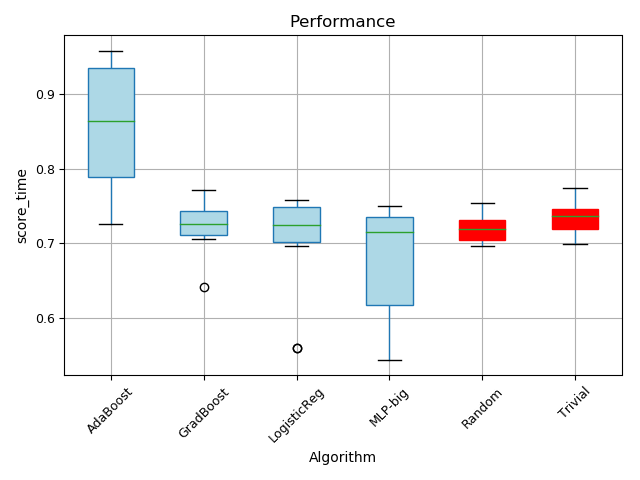 Performance
score_time
0.9
0.8
0.7
0.6
AdaBoost
GradBoost
LogisticReg
MLP-big
Random
Trivial
Algorithm